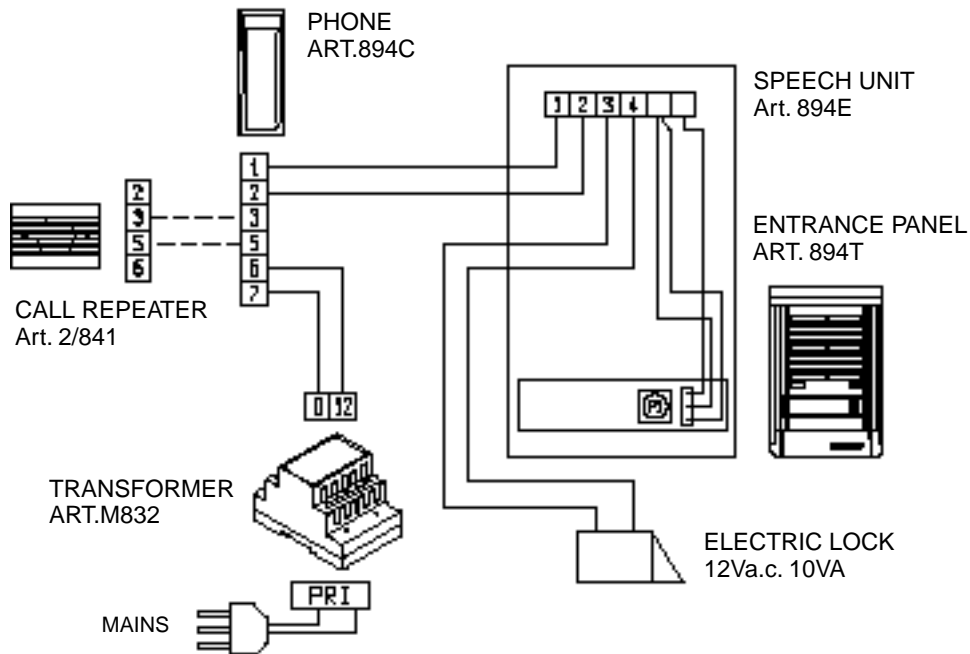 PHONE
ART.894C
SPEECH UNIT
Art. 894E
1 2 3 4
1
2
3
5
6
7
2
3
5
6
CALL REPEATER
Art. 2/841
ENTRANCE PANEL
ART. 894T
0 12
P1
TRANSFORMER
ART.M832
ELECTRIC LOCK
12Va.c. 10VA
PRI
MAINS